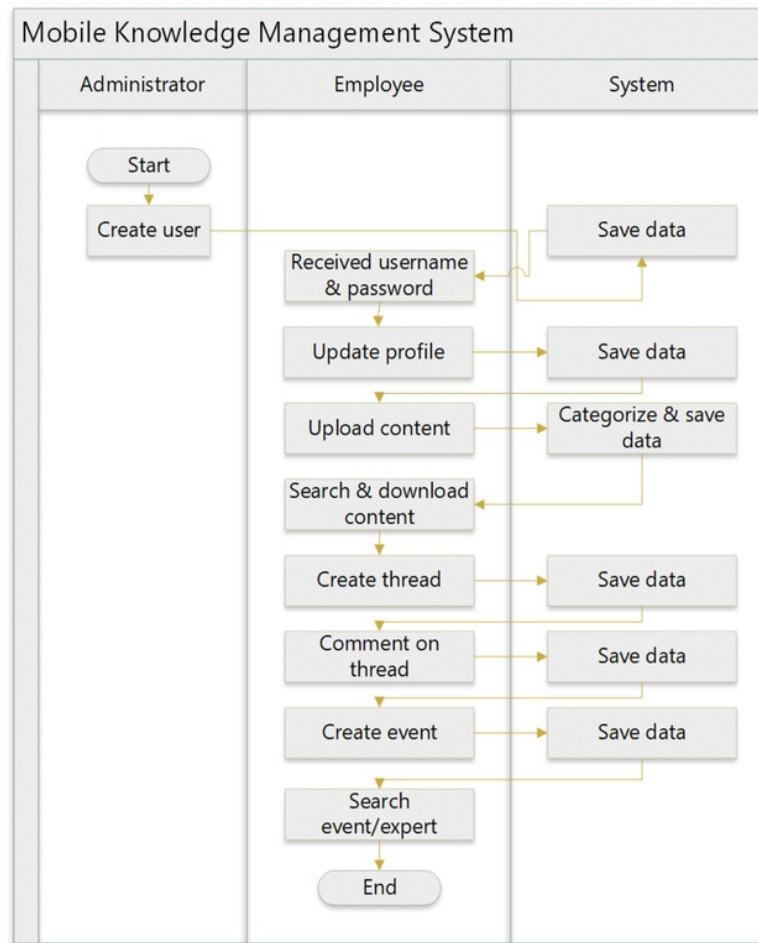 Mobile Knowledge Management System
Administrator
Employee
System
Start
Create user
Save data
Received username
& password
Update profile
Save data
Upload content
Categorize & save
data
Search & download
content
Create thread
Save data
Comment on
thread
Save data
Create event
Save data
Search
event/expert
End